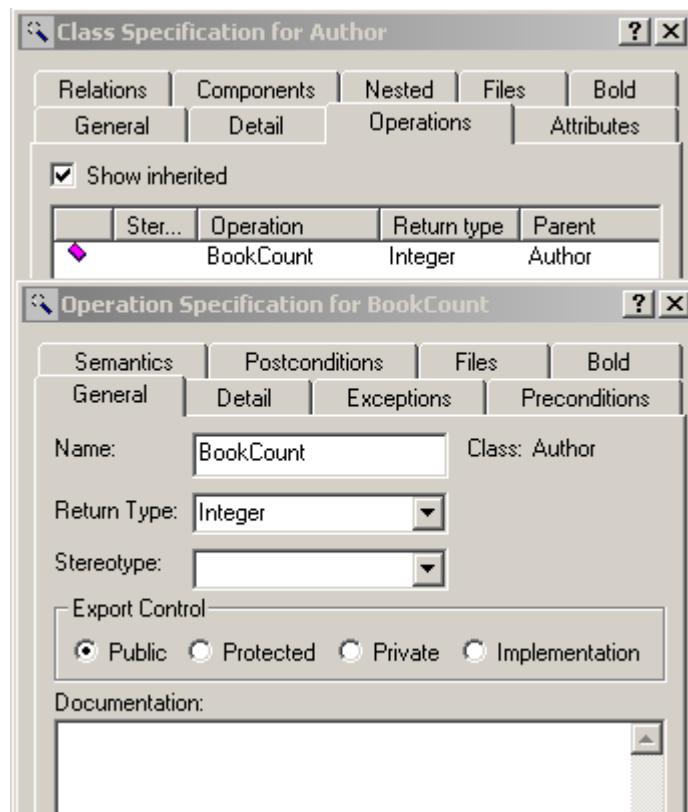 Class Specification for Author
Relations Components Nested Files Bold
General Detail Operations Attributes
Show inherited
Ster... Operation Return type Parent
BookCount Integer Author
Operation Specification for BookCount
Semantics Postconditions Files Bold
General Detail Exceptions Preconditions
Name: BookCount Class: Author
Return Type: Integer
Stereotype:
Export Control
Public Protected Private Implementation
Documentation: